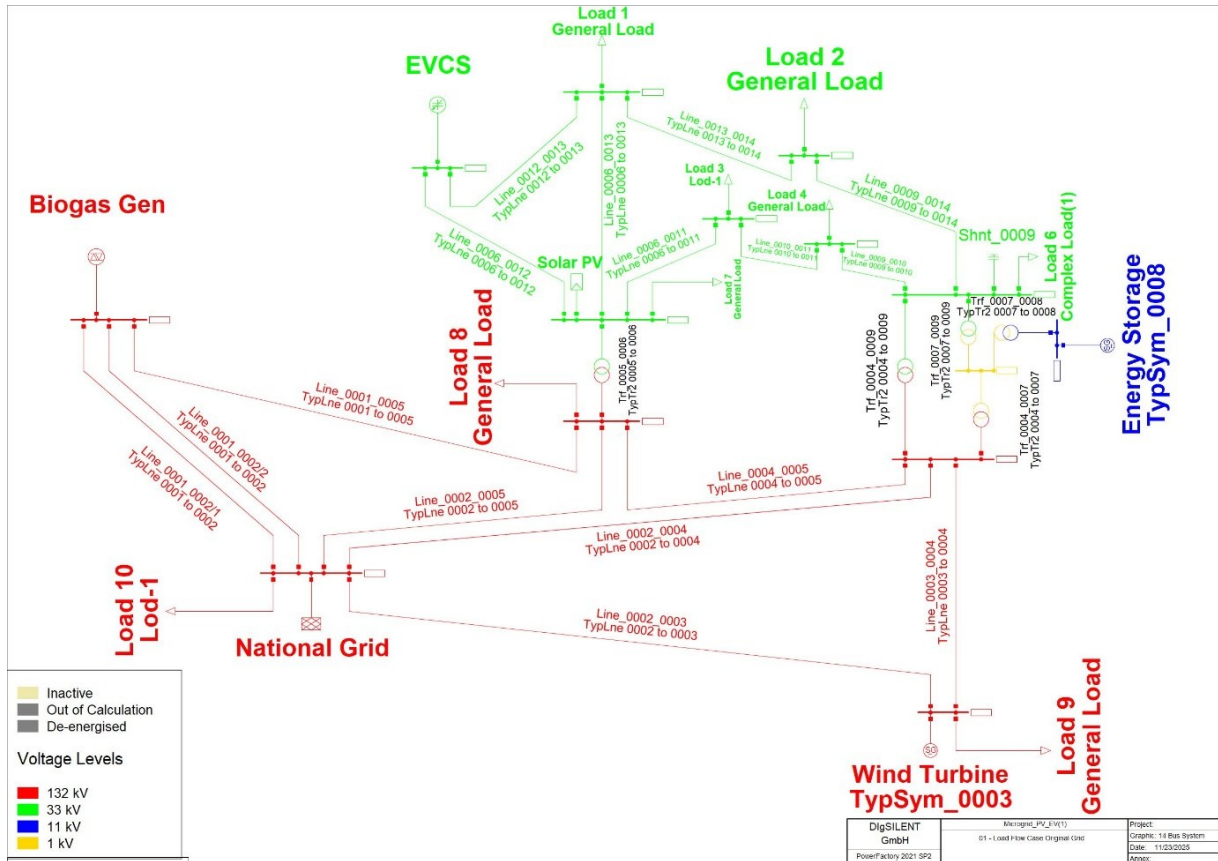 Load 1
General Load
EVCS
Load 2
General Load
Line_0013_0014
TypLne 0013 to 0014
Line_0012_0013
TypLne 0012 to 0013
Line_0006_0013
TypLne 0006 to 0013
Load 3
Lod-1
Load 4
General Load
Line_0009_0014
TypLne 0009 to 0014
Biogas Gen
Line_0006_0012
TypLne 0006 to 0012
Line_0006_0011
TypLne 0006 to 0011
Line_0010_0011
TypLne 0010 to 0011
Line_0009_0010
TypLne 0009 to 0010
Shnt_0009
Load 6
Complex Load(1)
Solar PV
Load 7
General Load
Trf_0007_0008
TypTr2 0007 to 0008
Energy Storage
TypSym_0008
Load 8
General Load
Trf_0005_0006
TypTr2 0005 to 0006
Trf_0004_0009
TypTr2 0004 to 0009
Trf_0007_0009
TypTr2 0007 to 0009
Trf_0004_0007
TypTr2 0004 to 0007
Line_0001_0005
TypLne 0001 to 0005
Line_0001_0002/2
TypLne 0001 to 0002
Line_0001_0002/1
TypLne 0001 to 0002
Line_0002_0005
TypLne 0002 to 0005
Line_0004_0005
TypLne 0004 to 0005
Line_0002_0004
TypLne 0002 to 0004
Line_0003_0004
TypLne 0003 to 0004
Load 10
Lod-1
National Grid
Line_0002_0003
TypLne 0002 to 0003
SG
SG
Load 9
General Load
Wind Turbine
TypSym_0003
Inactive
Out of Calculation
De-energised
Voltage Levels
132 kV
33 kV
11 kV
1 kV
DIgSILENT
GmbH
PowerFactory 2021 SP2
Microgrid_PV_EV(1)
01 - Load Flow Case Original Grid
Project:
Graphic: 14 Bus System
Date: 11/23/2025
Annex: